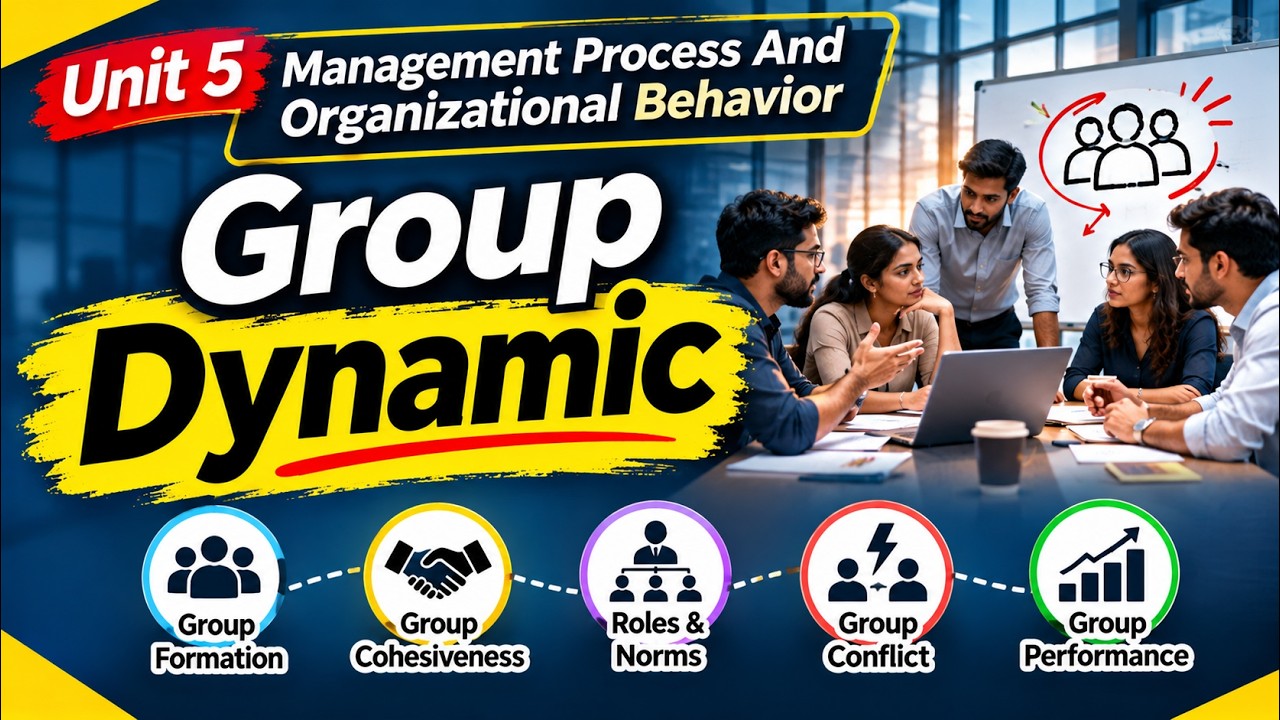 Unit 5
Management Process And
Organizational Behavior
Group
Dynamic
Group
Formation
Group
Cohesiveness
Roles &
Norms
Group
Conflict
Group
Performance